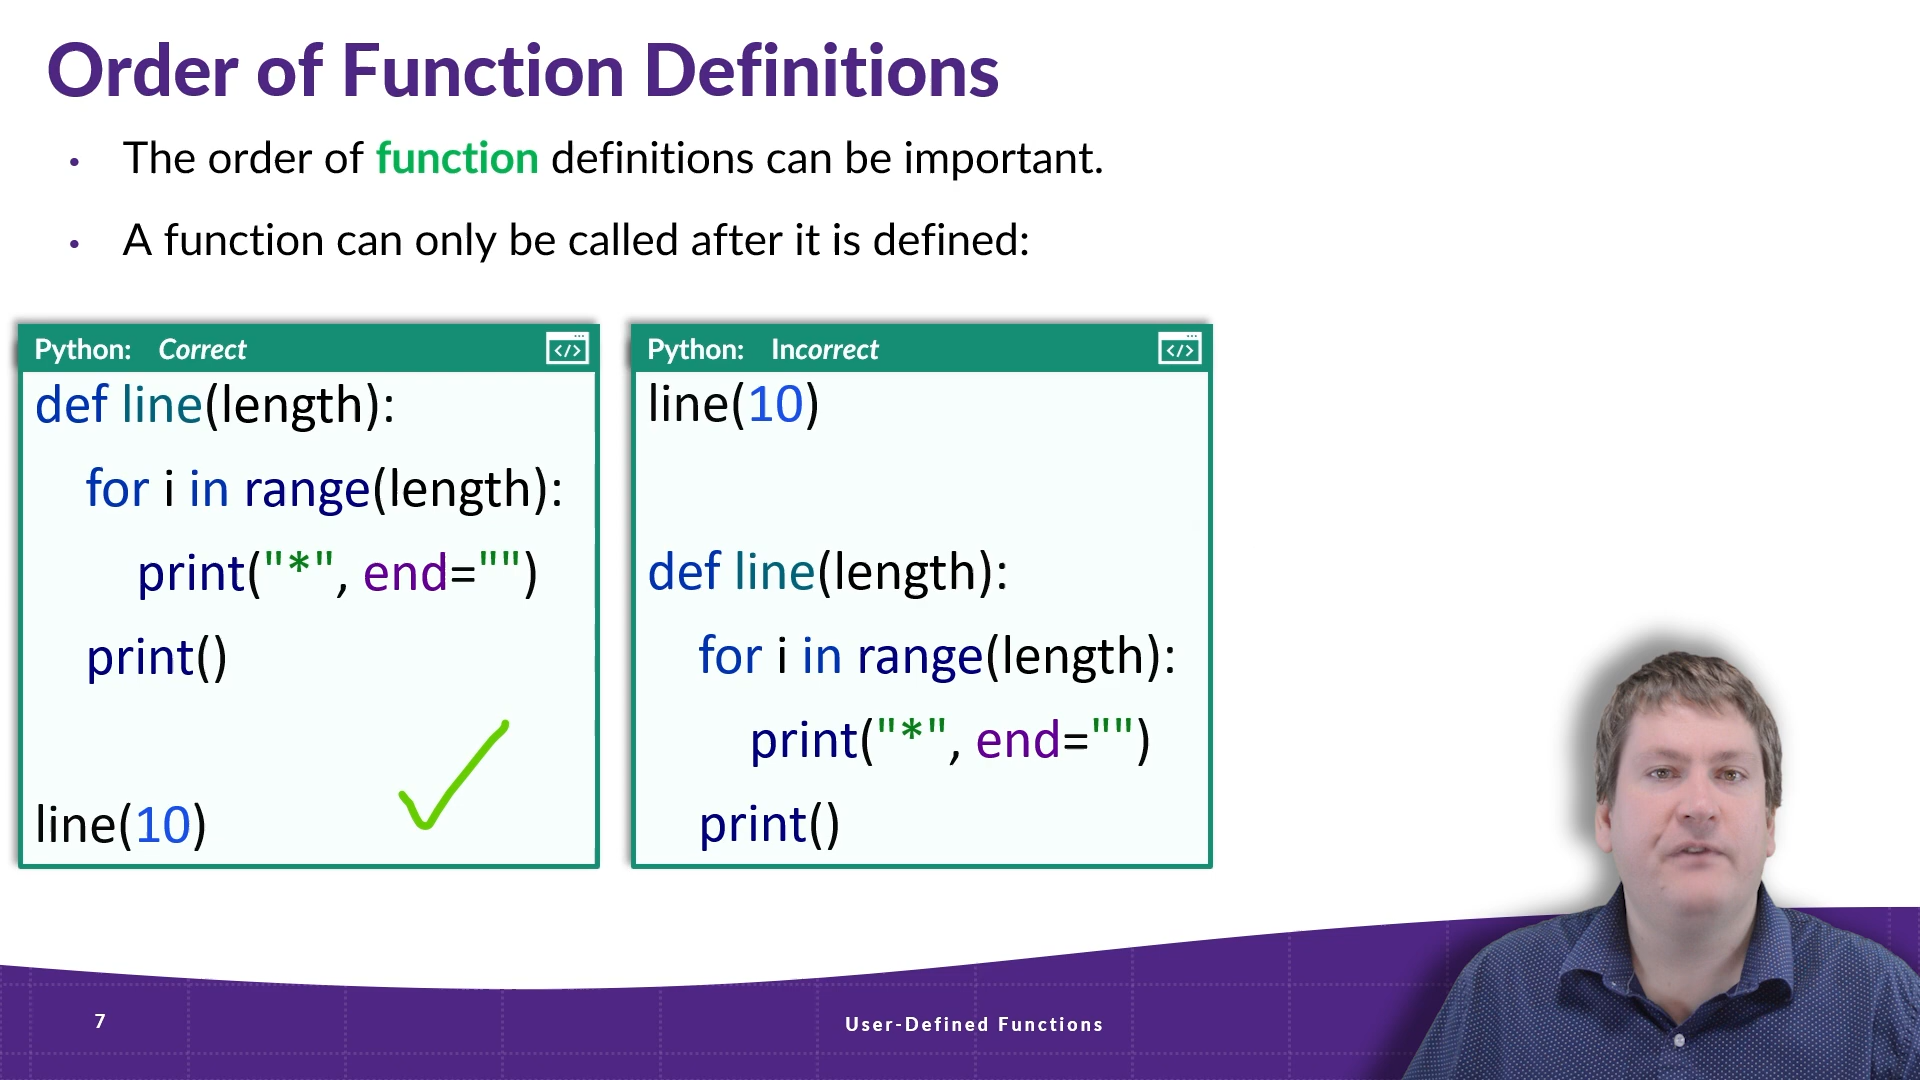 Order of Function Definitions
• The order of function definitions can be important.
• A function can only be called after it is defined:
Python: Correct
</>
def line(length):
    for i in range(length):
        print("*", end="")
    print()
line(10)
Python: Incorrect
</>
line(10)
def line(length):
    for i in range(length):
        print("*", end="")
    print()
7
User-Defined Functions